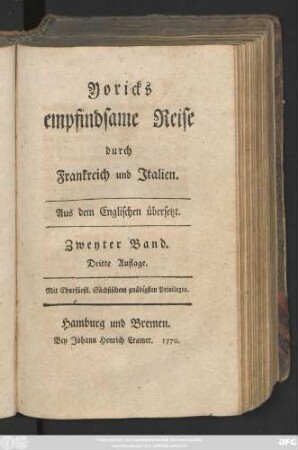 Yoricks
empfindsame Reise
durch
Frankreich und Italien.
Aus dem Englischen übersetzt.
Zweyter Band.
Dritte Auflage.
Mit Churfürstl. Sächsischem gnädigsten Privilegio.
Hamburg und Bremen.
Bey Johann Henrich Cramer. 1770.